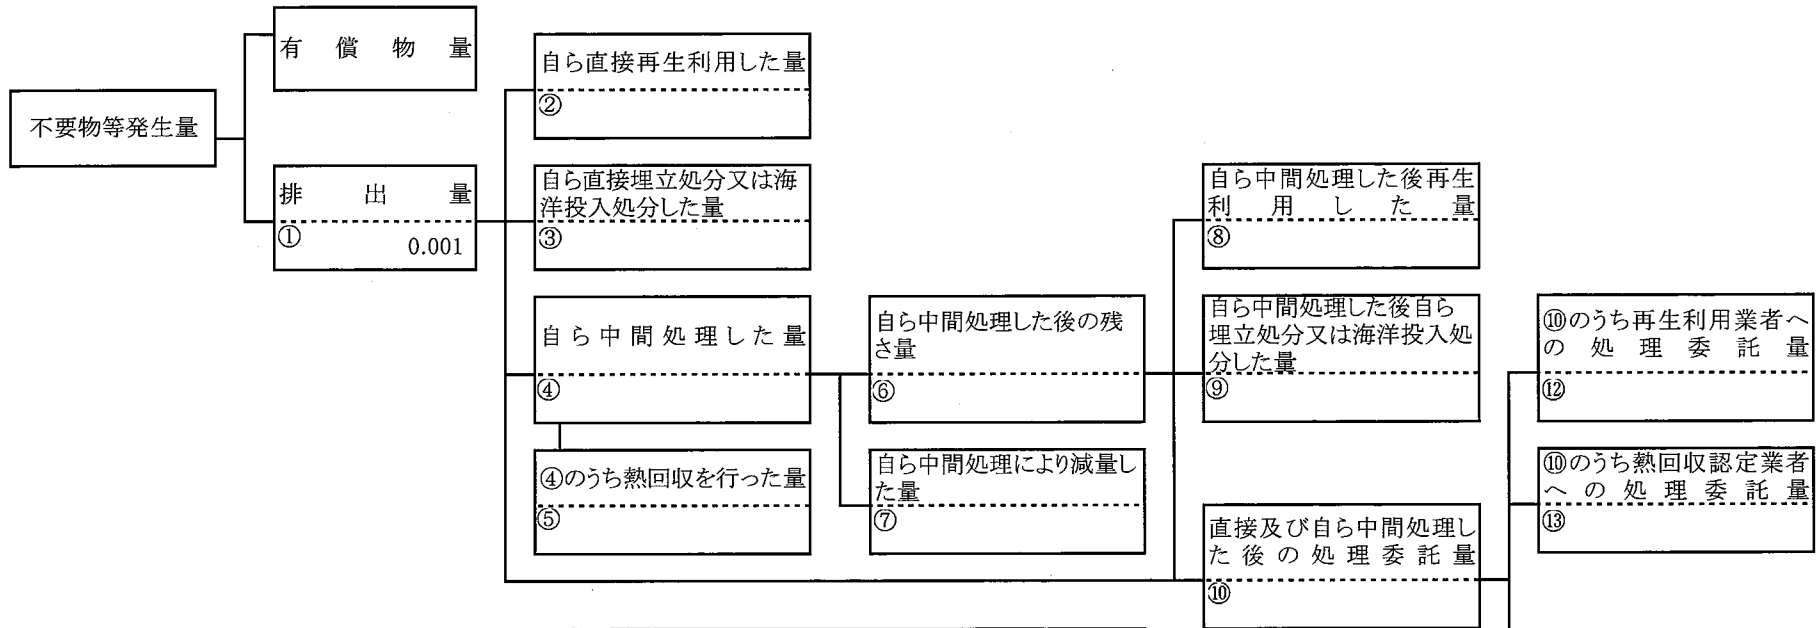 有償物量
不要物等発生量
排出量
①
0.001
自ら直接再生利用した量
②
自ら直接埋立処分又は海
洋投入処分した量
③
自ら中間処理した量
④
④のうち熱回収を行った量
⑤
自ら中間処理した後の残
さ量
⑥
自ら中間処理により減量し
た量
⑦
自ら中間処理した後再生
利用した量
⑧
自ら中間処理した後自ら
埋立処分又は海洋投入処
分した量
⑨
直接及び自ら中間処理し
た後の処理委託量
⑩
⑩のうち再生利用業者へ
の処理委託量
⑫
⑩のうち熱回収認定業者
への処理委託量
⑬